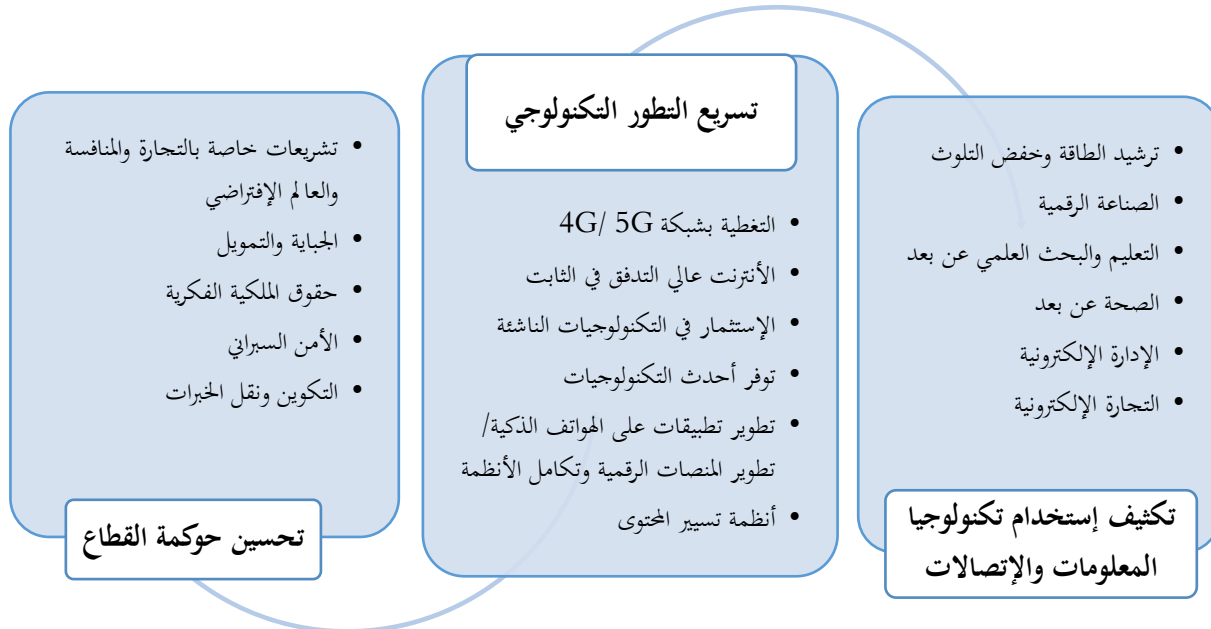 ترشيد الطاقة وخفض التلوث
الصناعة الرقمية
التعليم والبحث العلمي عن بعد
الصحة عن بعد
الإدارة الإلكترونية
التجارة الإلكترونية
تكثيف إستخدام تكنولوجيا
المعلومات والإتصالات
تسريع التطور التكنولوجي
التغطية بشبكة 4G/ 5G
الأنترنت عالي التدفق في الثابت
الإستثمار في التكنولوجيات الناشئة
توفر أحدث التكنولوجيات
تطوير تطبيقات على الهواتف الذكية/
تطوير المنصات الرقمية وتكامل الأنظمة
أنظمة تسيير المحتوى
تشريعات خاصة بالتجارة والمنافسة
والعالم الإفتراضي
الجباية والتمويل
حقوق الملكية الفكرية
الأمن السبراني
التكوين ونقل الخبرات
تحسين حوكمة القطاع